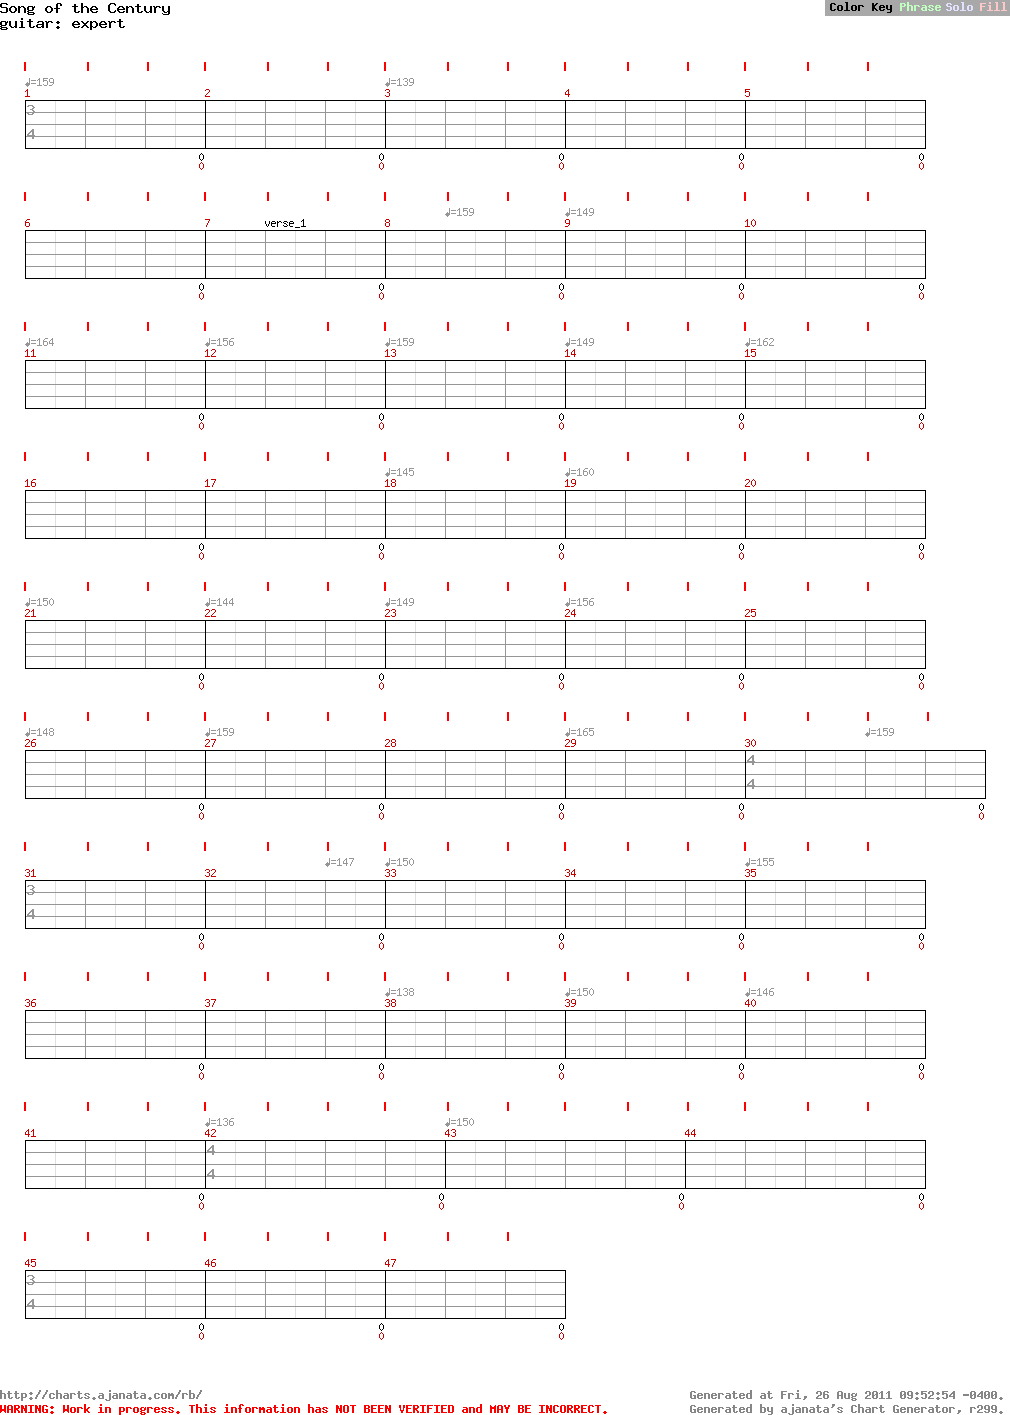 Song of the Century
guitar: expert
Color Key Phrase Solo Fill
♩=159 ♩=139
1 2 3 4 5
3
4
0 0 0 0 0
0 0 0 0 0
♩=159 ♩=149
6 7 verse_1 8 9 10
0 0 0 0 0
0 0 0 0 0
♩=164 ♩=156 ♩=159 ♩=149 ♩=162
11 12 13 14 15
0 0 0 0 0
0 0 0 0 0
♩=145 ♩=160
16 17 18 19 20
0 0 0 0 0
0 0 0 0 0
♩=150 ♩=144 ♩=149 ♩=156
21 22 23 24 25
0 0 0 0 0
0 0 0 0 0
♩=148 ♩=159 ♩=165 ♩=159
26 27 28 29 30
4
4
0 0 0 0 0
0 0 0 0 0
♩=147 ♩=150 ♩=155
31 32 33 34 35
3
4
0 0 0 0 0
0 0 0 0 0
♩=138 ♩=150 ♩=146
36 37 38 39 40
0 0 0 0 0
0 0 0 0 0
♩=136 ♩=150
41 42 43 44
4
4
0 0 0 0
0 0 0 0
45 46 47
3
4
0 0 0
0 0 0
http://charts.ajanata.com/rb/
Generated at Fri, 26 Aug 2011 09:52:54 -0400.
WARNING: Work in progress. This information has NOT BEEN VERIFIED and MAY BE INCORRECT.
Generated by ajanata's Chart Generator, r299.